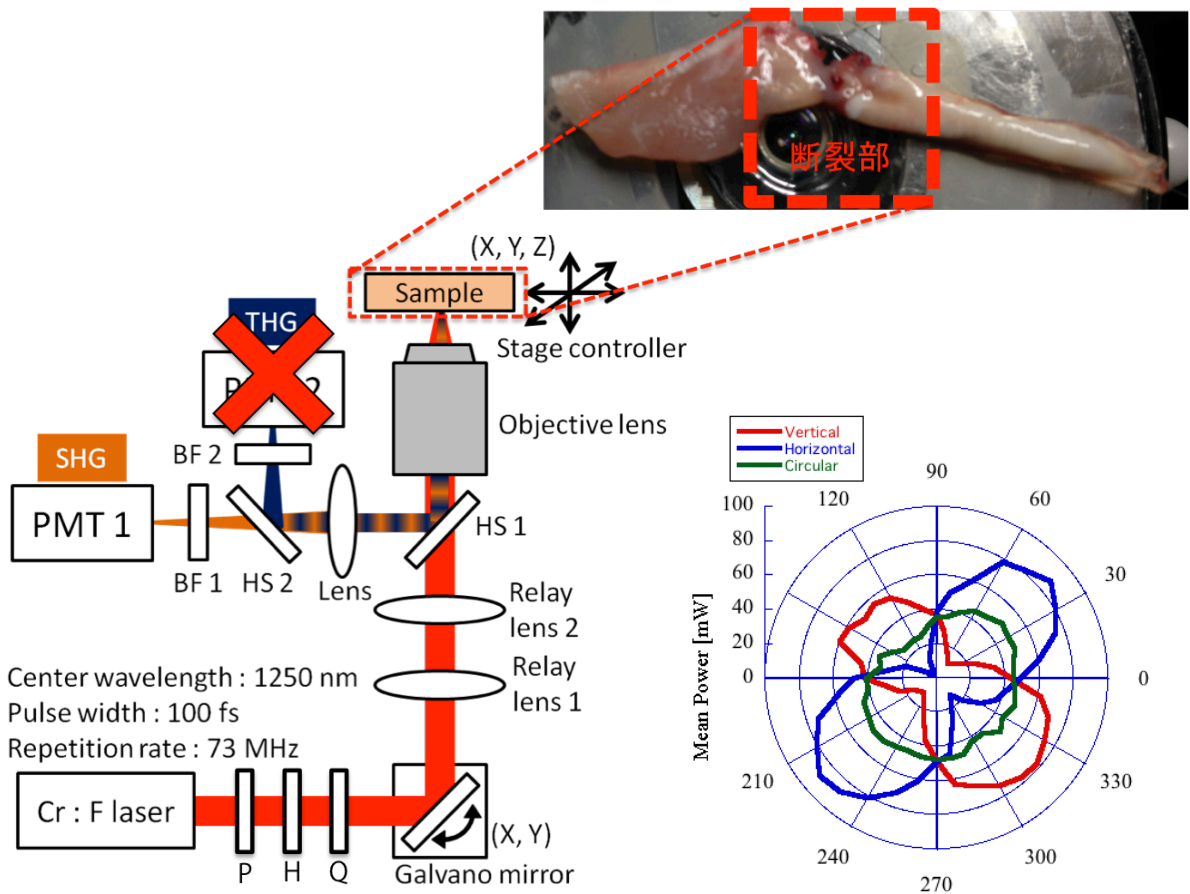 断裂部
(X, Y, Z)
Sample
Stage controller
THG
Objective lens
SHG
BF 2
PMT 1
HS 1
BF 1
HS 2
Lens
Relay
lens 2
Relay
lens 1
Center wavelength : 1250 nm
Pulse width : 100 fs
Repetition rate : 73 MHz
Cr : F laser
P
H
Q
(X, Y)
Galvano mirror
Vertical
Horizontal
Circular
90
120
60
30
0
330
300
270
240
210
100
80
60
40
20
0
Mean Power [mW]